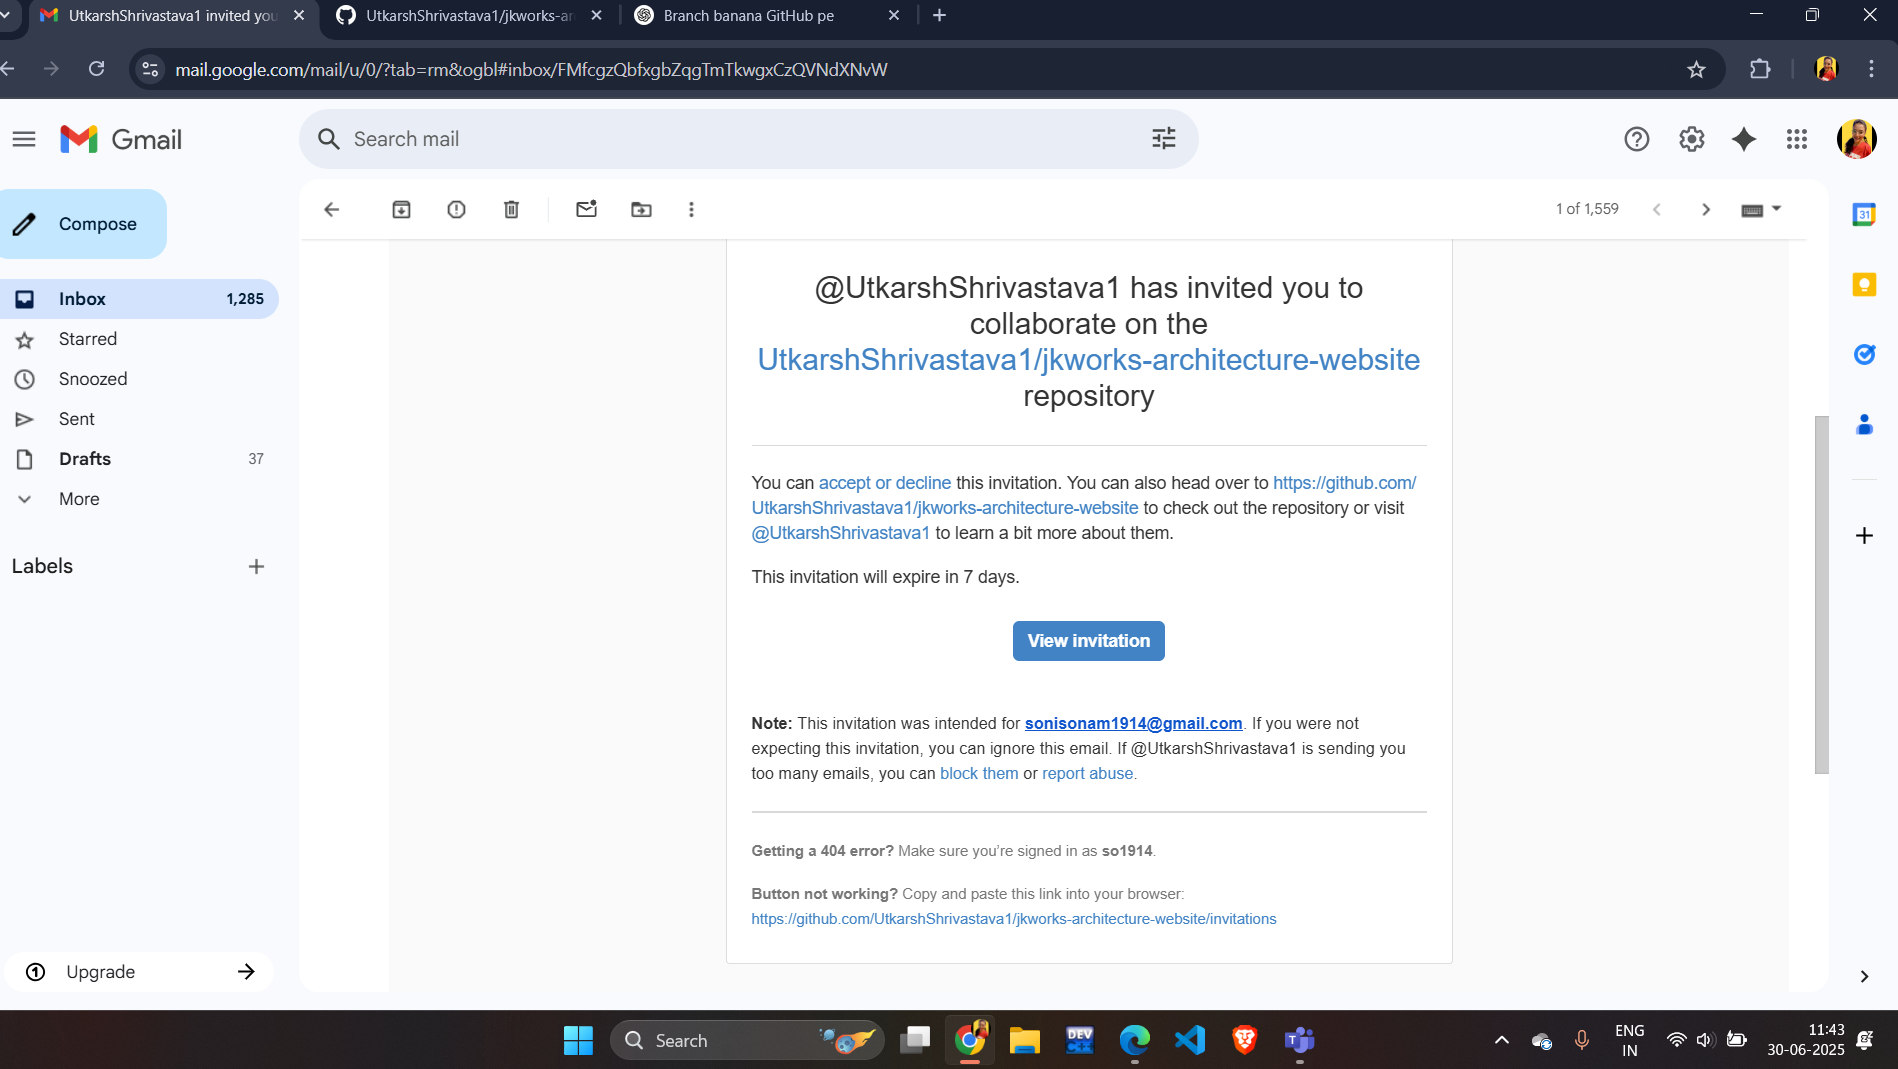 UtkarshShrivastava1 invited you
UtkarshShrivastava1/jkworks-ar
Branch banana GitHub pe
mail.google.com/mail/u/0/?tab=rm&ogbl#inbox/FMfcgzQbfxgbZqgTmTkwgxCzQVNdXNvW
Gmail
Search mail
Compose
1 of 1,559
31
Inbox 1,285
Starred
Snoozed
Sent
Drafts 37
More
Labels
Upgrade
@UtkarshShrivastava1 has invited you to
collaborate on the
UtkarshShrivastava1/jkworks-architecture-website
repository
You can accept or decline this invitation. You can also head over to https://github.com/
UtkarshShrivastava1/jkworks-architecture-website to check out the repository or visit
@UtkarshShrivastava1 to learn a bit more about them.
This invitation will expire in 7 days.
View invitation
Note: This invitation was intended for sonisonam1914@gmail.com. If you were not
expecting this invitation, you can ignore this email. If @UtkarshShrivastava1 is sending you
too many emails, you can block them or report abuse.
Getting a 404 error? Make sure you’re signed in as so1914.
Button not working? Copy and paste this link into your browser:
https://github.com/UtkarshShrivastava1/jkworks-architecture-website/invitations
Search
DEV
C++
ENG
IN
11:43
30-06-2025